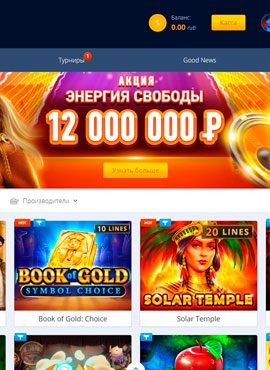 Баланс:
0.00
Касса
Турниры
1
Good News
АКЦИЯ
ЭНЕРГИЯ СВОБОДЫ
12 000 000 ₽
Узнать больше
Производители
HOT
10 LINES
BOOK of GOLD
SYMBOL CHOICE
Book of Gold: Choice
HOT
20 LINES
SOLAR TEMPLE
Solar Temple